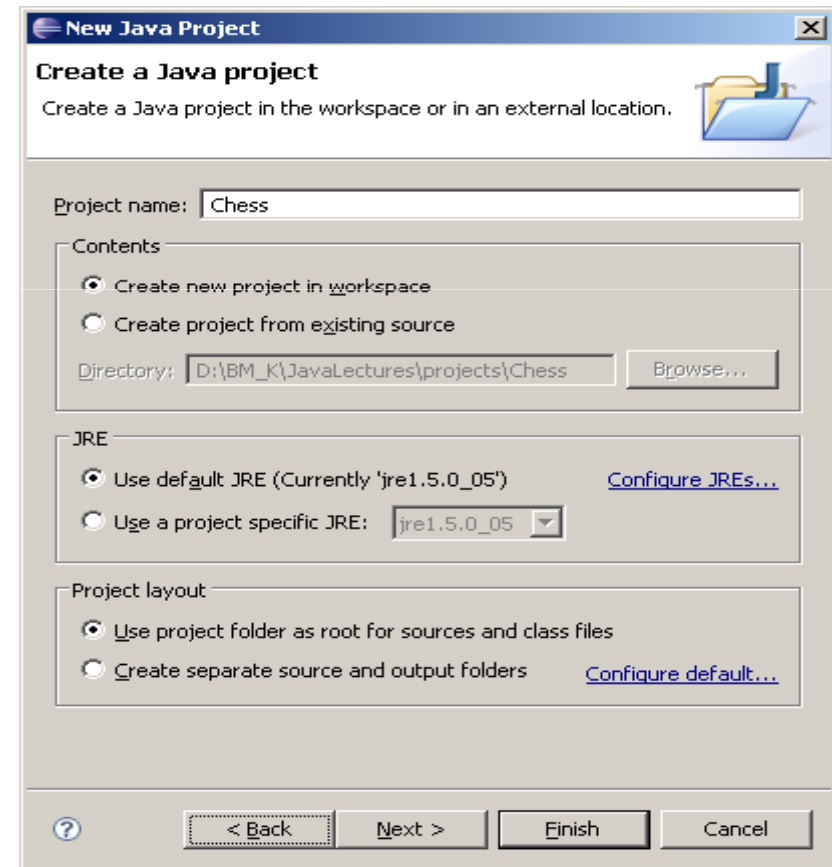 New Java Project
Create a Java project
Create a Java project in the workspace or in an external location.
Project name: Chess
Contents
Create new project in workspace
Create project from existing source
Directory: D:\BM_K\JavaLectures\projects\Chess Browse...
JRE
Use default JRE (Currently 'jre1.5.0_05') Configure JREs...
Use a project specific JRE: jre1.5.0_05
Project layout
Use project folder as root for sources and class files
Create separate source and output folders Configure default...
? < Back Next > Finish Cancel